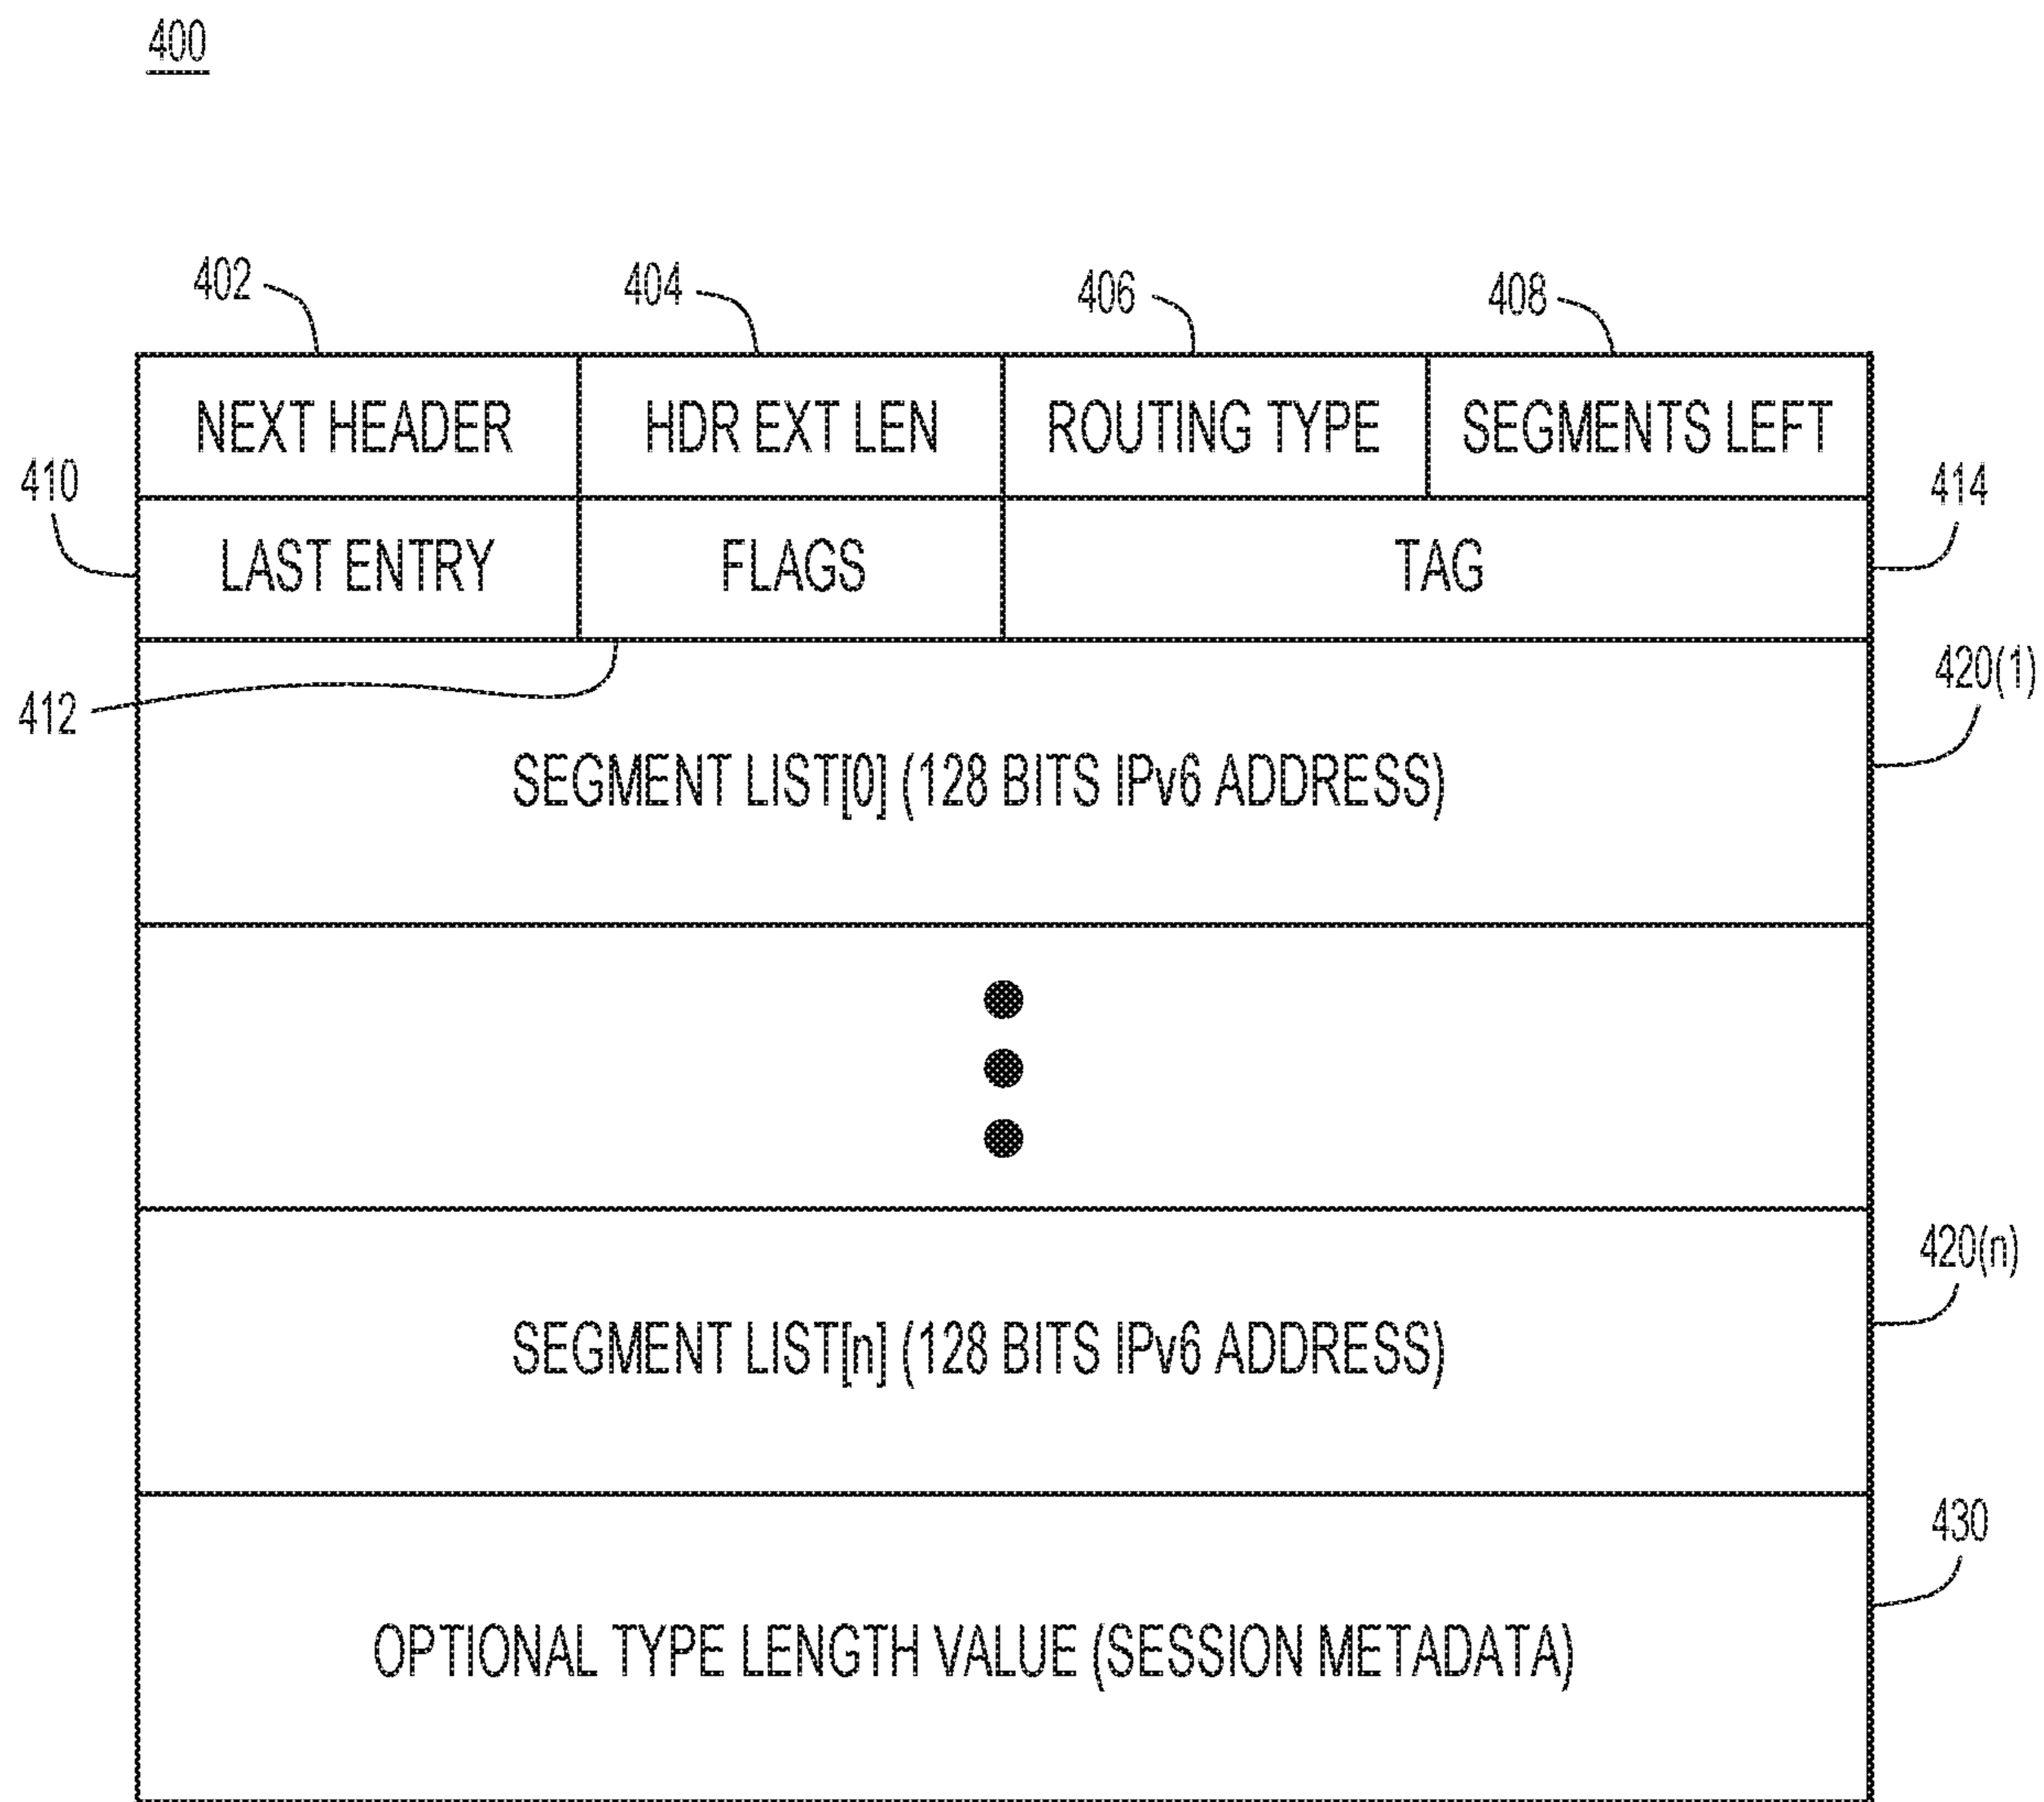 400
402 404 406 408
NEXT HEADER HDR EXT LEN ROUTING TYPE SEGMENTS LEFT
410 414
LAST ENTRY FLAGS TAG
412 420(1)
SEGMENT LIST[0] (128 BITS IPv6 ADDRESS)
420(n)
SEGMENT LIST[n] (128 BITS IPv6 ADDRESS)
430
OPTIONAL TYPE LENGTH VALUE (SESSION METADATA)